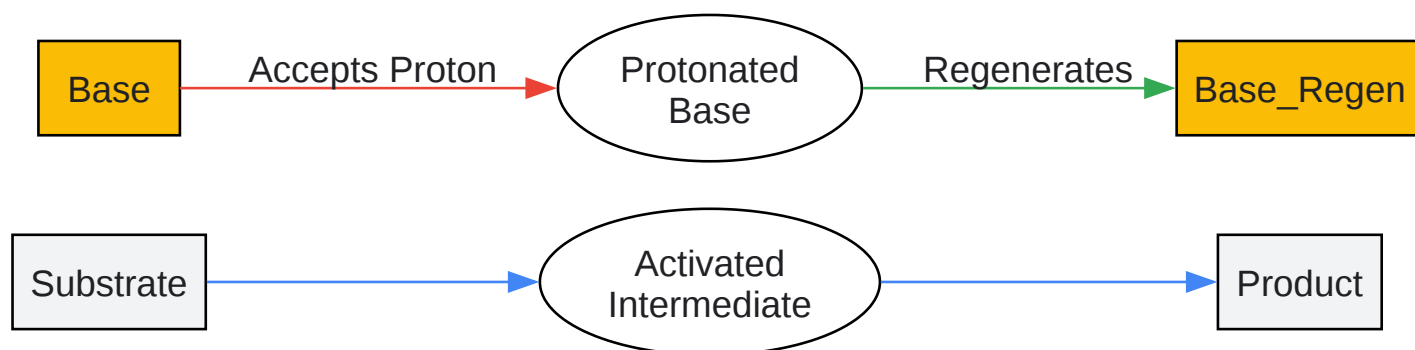 Base
Accepts Proton
Protonated
Base
Regenerates
Base_Regen
Substrate
Activated
Intermediate
Product